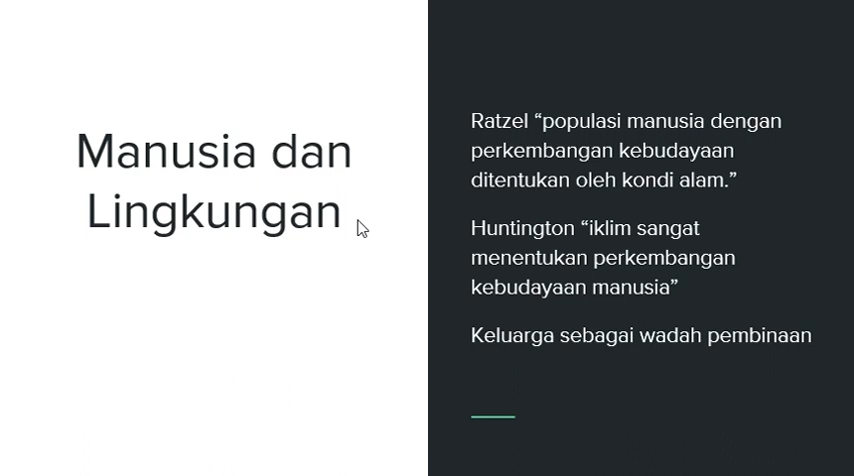 Manusia dan
Lingkungan
Ratzel “populasi manusia dengan
perkembangan kebudayaan
ditentukan oleh kondi alam.”
Huntington “iklim sangat
menentukan perkembangan
kebudayaan manusia”
Keluarga sebagai wadah pembinaan